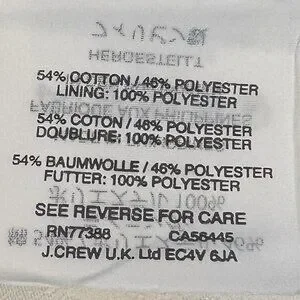 54% COTTON / 46% POLYESTER
LINING: 100% POLYESTER
54% COTON / 46% POLYESTER
DOUBLURE: 100% POLYESTER
54% BAUMWOLLE / 46% POLYESTER
FUTTER: 100% POLYESTER
SEE REVERSE FOR CARE
RN77388 CA56445
J.CREW U.K. Ltd EC4V 6JA